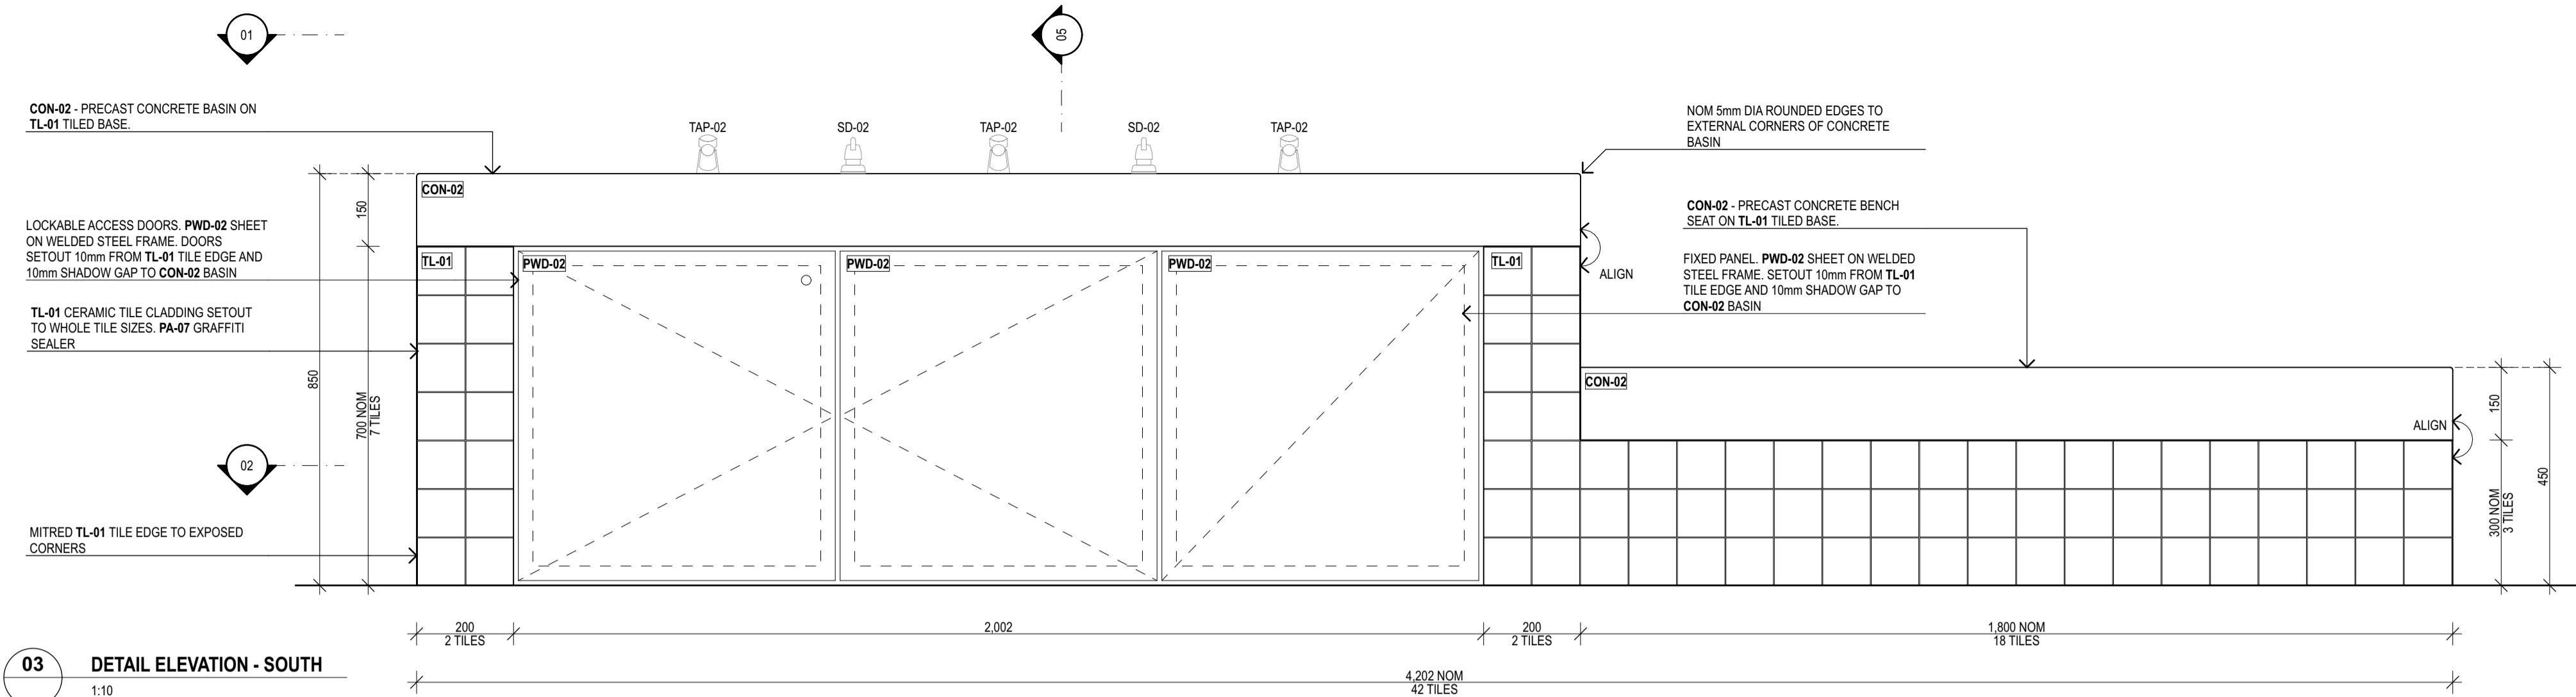 01
05
CON-02 - PRECAST CONCRETE BASIN ON
TL-01 TILED BASE.
TAP-02
SD-02
TAP-02
SD-02
TAP-02
NOM 5mm DIA ROUNDED EDGES TO
EXTERNAL CORNERS OF CONCRETE
BASIN
CON-02
150
LOCKABLE ACCESS DOORS. PWD-02 SHEET
ON WELDED STEEL FRAME. DOORS
SETOUT 10mm FROM TL-01 TILE EDGE AND
10mm SHADOW GAP TO CON-02 BASIN
CON-02 - PRECAST CONCRETE BENCH
SEAT ON TL-01 TILED BASE.
TL-01
PWD-02
PWD-02
PWD-02
TL-01
ALIGN
FIXED PANEL. PWD-02 SHEET ON WELDED
STEEL FRAME. SETOUT 10mm FROM TL-01
TILE EDGE AND 10mm SHADOW GAP TO
CON-02 BASIN
TL-01 CERAMIC TILE CLADDING SETOUT
TO WHOLE TILE SIZES. PA-07 GRAFFITI
SEALER
850
700 NOM
7 TILES
CON-02
150
ALIGN
450
300 NOM
3 TILES
02
MITRED TL-01 TILE EDGE TO EXPOSED
CORNERS
200
2 TILES
2,002
200
2 TILES
1,800 NOM
18 TILES
4,202 NOM
42 TILES
03
DETAIL ELEVATION - SOUTH
1:10